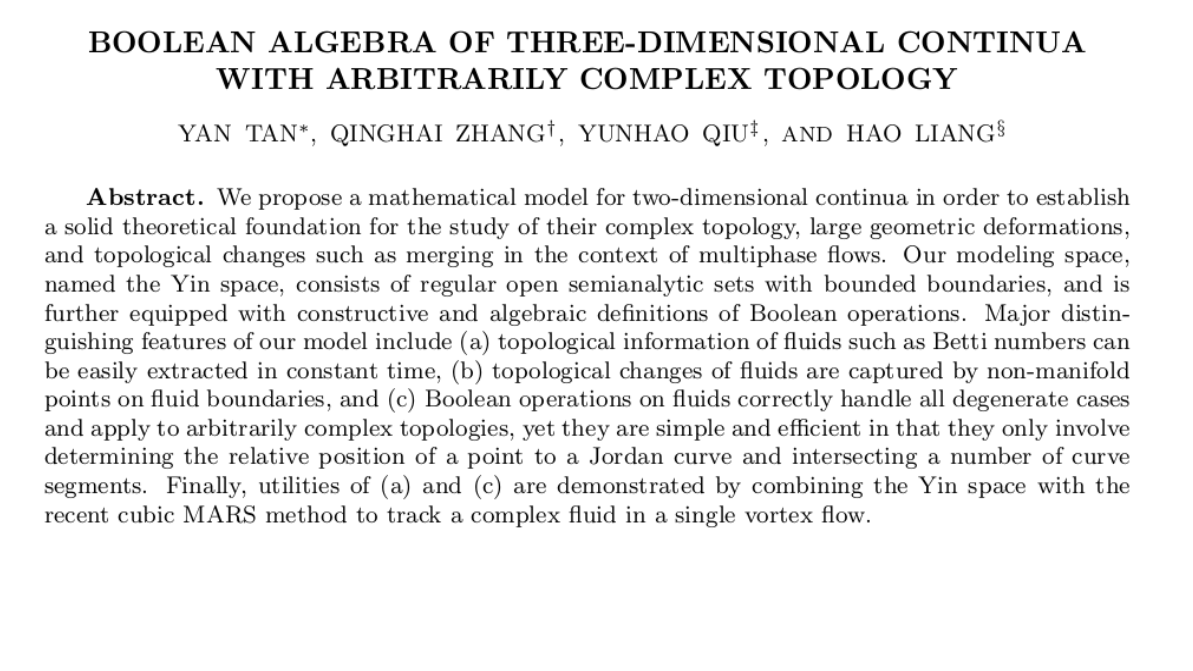 BOOLEAN ALGEBRA OF THREE-DIMENSIONAL CONTINUA
WITH ARBITRARILY COMPLEX TOPOLOGY
YAN TAN*, QINGHAI ZHANG†, YUNHAO QIU‡, AND HAO LIANG§
Abstract. We propose a mathematical model for two-dimensional continua in order to establish
a solid theoretical foundation for the study of their complex topology, large geometric deformations,
and topological changes such as merging in the context of multiphase flows. Our modeling space,
named the Yin space, consists of regular open semianalytic sets with bounded boundaries, and is
further equipped with constructive and algebraic definitions of Boolean operations. Major distin-
guishing features of our model include (a) topological information of fluids such as Betti numbers can
be easily extracted in constant time, (b) topological changes of fluids are captured by non-manifold
points on fluid boundaries, and (c) Boolean operations on fluids correctly handle all degenerate cases
and apply to arbitrarily complex topologies, yet they are simple and efficient in that they only involve
determining the relative position of a point to a Jordan curve and intersecting a number of curve
segments. Finally, utilities of (a) and (c) are demonstrated by combining the Yin space with the
recent cubic MARS method to track a complex fluid in a single vortex flow.